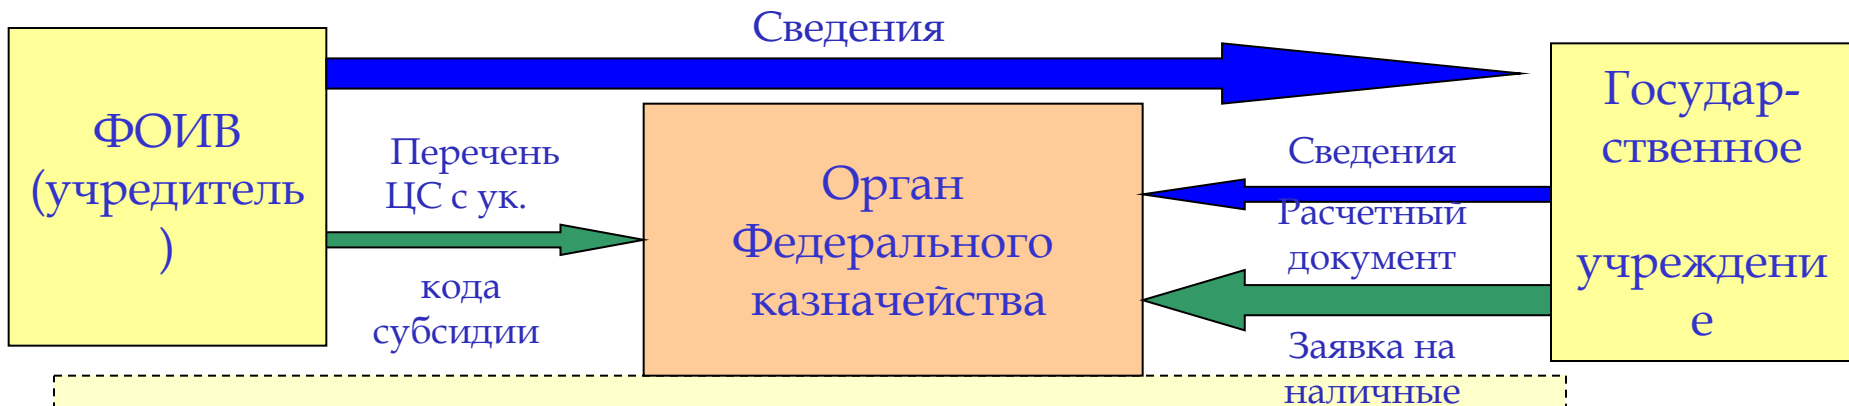 Сведения
ФОИВ
(учредитель
)
Перечень
ЦС с ук.
кода
субсидии
Орган
Федерального
казначейства
Сведения
Расчетный
документ
Заявка на
наличные
Государ-
ственное
учреждени
е